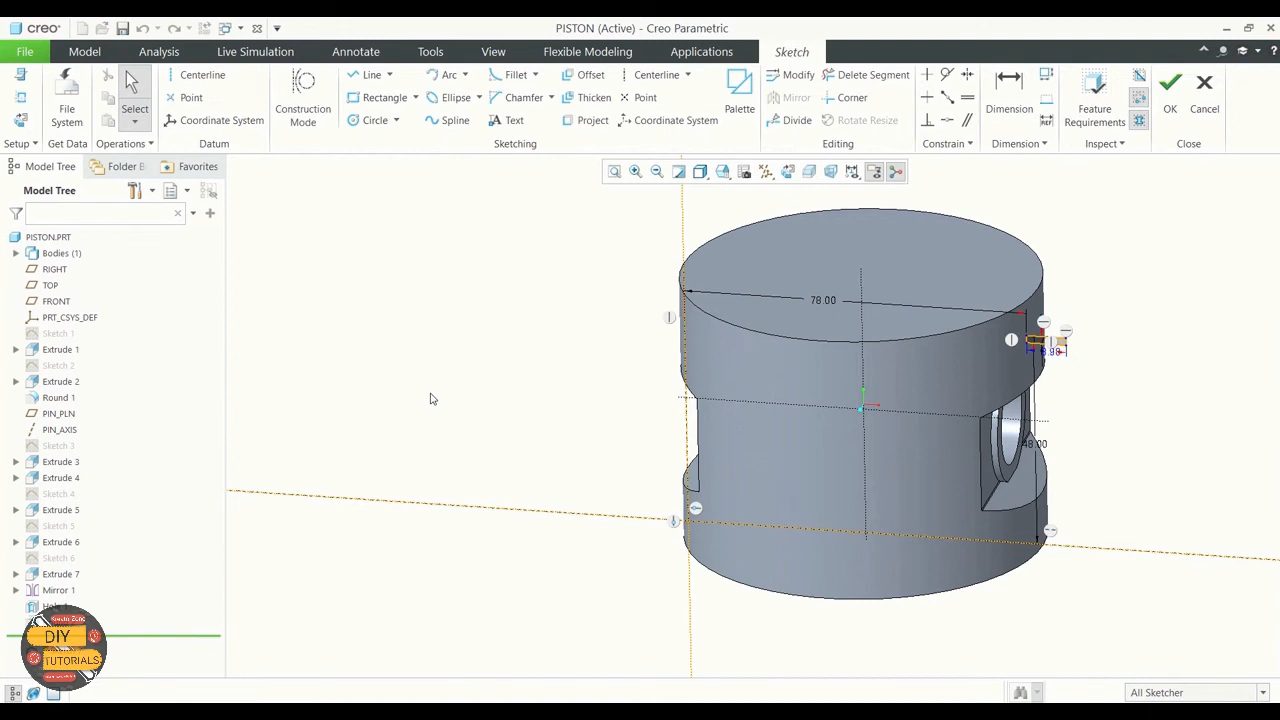 creo
PISTON (Active) - Creo Parametric
File Model Analysis Live Simulation Annotate Tools View Flexible Modeling Applications Sketch
Centerline Line Arc Fillet Offset Centerline Modify Delete Segment
Point Rectangle Ellipse Chamfer Thicken Point Mirror Corner
Coordinate System Circle Spline Text Project Coordinate System Divide Rotate Resize
File System
Select
Construction Mode
Palette
Dimension
Feature Requirements
OK
Cancel
Setup Get Data Operations Datum Sketching Editing Constrain Dimension Inspect Close
Model Tree Folder B Favorites
Model Tree
PISTON.PRT
Bodies (1)
RIGHT
TOP
FRONT
PRT_CSYS_DEF
Sketch 1
Extrude 1
Sketch 2
Extrude 2
Round 1
PIN_PLN
PIN_AXIS
Sketch 3
Extrude 3
Extrude 4
Sketch 4
Extrude 5
Sketch 5
Extrude 6
Sketch 6
Extrude 7
Mirror 1
78.00
48.00
DIY
TUTORIALS
All Sketcher